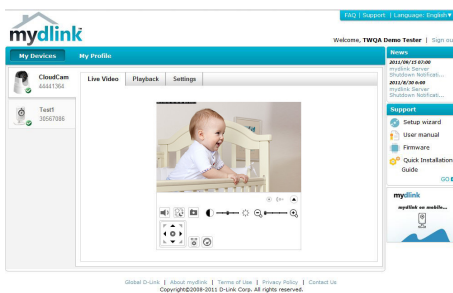 FAQ | Support | Language: English
mydlink
Welcome, TWQA Demo Tester | Sign ou
My Devices
My Profile
CloudCam
44441364
Test1
30567086
Live Video
Playback
Settings
News
2011/09/15 07:00
mydlink Server
Shutdown Notificati...
2011/8/30 6:09
mydlink Server
Shutdown Notificati...
Support
Setup wizard
User manual
Firmware
Quick Installation
Guide
GO
mydlink
mydlink on mobile...
Global D-Link | About mydlink | Terms of Use | Privacy Policy | Contact Us
Copyright©2008-2011 D-Link Corp. All rights reserved.